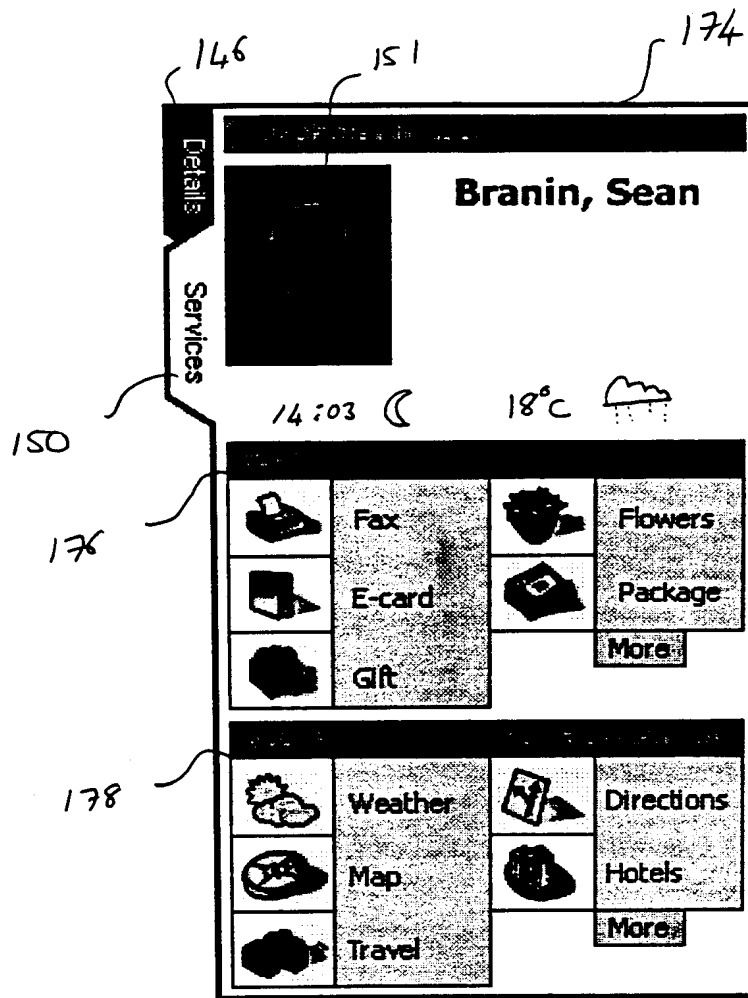 146
151
174
Details
Branin, Sean
Services
14:03 18°C
150
176
Fax Flowers
E-card Package
More
Gift
178
Weather Directions
Map Hotels
More
Travel